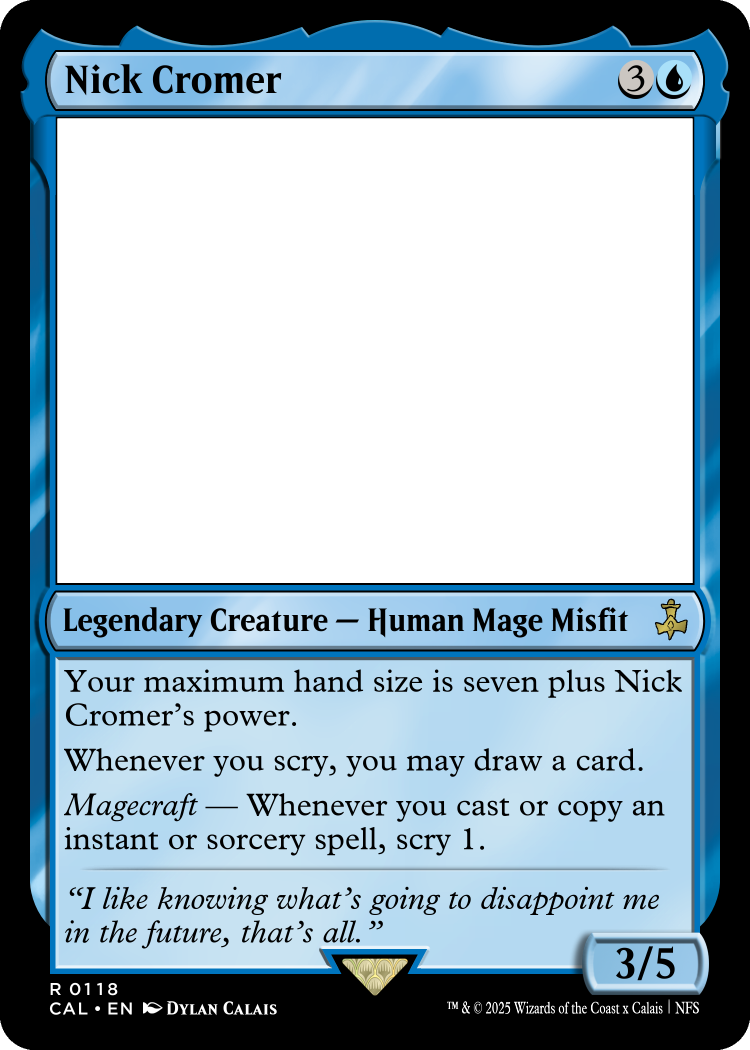 Nick Cromer 3
Legendary Creature — Human Mage Misfit
Your maximum hand size is seven plus Nick
Cromer’s power.
Whenever you scry, you may draw a card.
Magecraft — Whenever you cast or copy an
instant or sorcery spell, scry 1.
“I like knowing what’s going to disappoint me
in the future, that’s all.”
3/5
R 0118
CAL • EN Dylan Calais
™ & © 2025 Wizards of the Coast x Calais | NFS